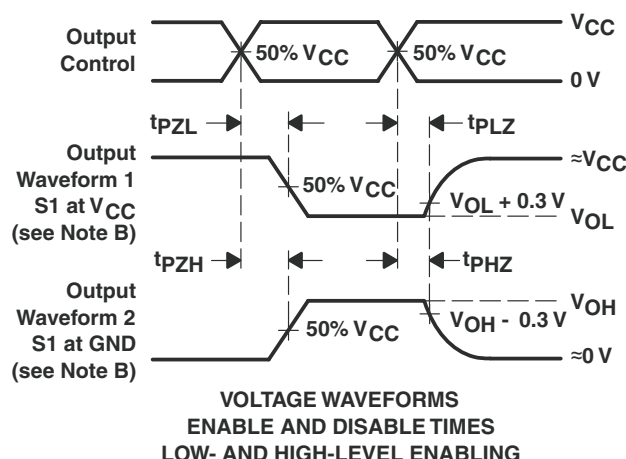 Output
Control
50% VCC
50% VCC
VCC
0 V
tPZL
tPLZ
Output
Waveform 1
S1 at VCC
(see Note B)
50% VCC
≈VCC
VOL + 0.3 V
VOL
tPZH
tPHZ
Output
Waveform 2
S1 at GND
(see Note B)
50% VCC
VOH
VOH - 0.3 V
≈0 V
VOLTAGE WAVEFORMS
ENABLE AND DISABLE TIMES
LOW- AND HIGH-LEVEL ENABLING